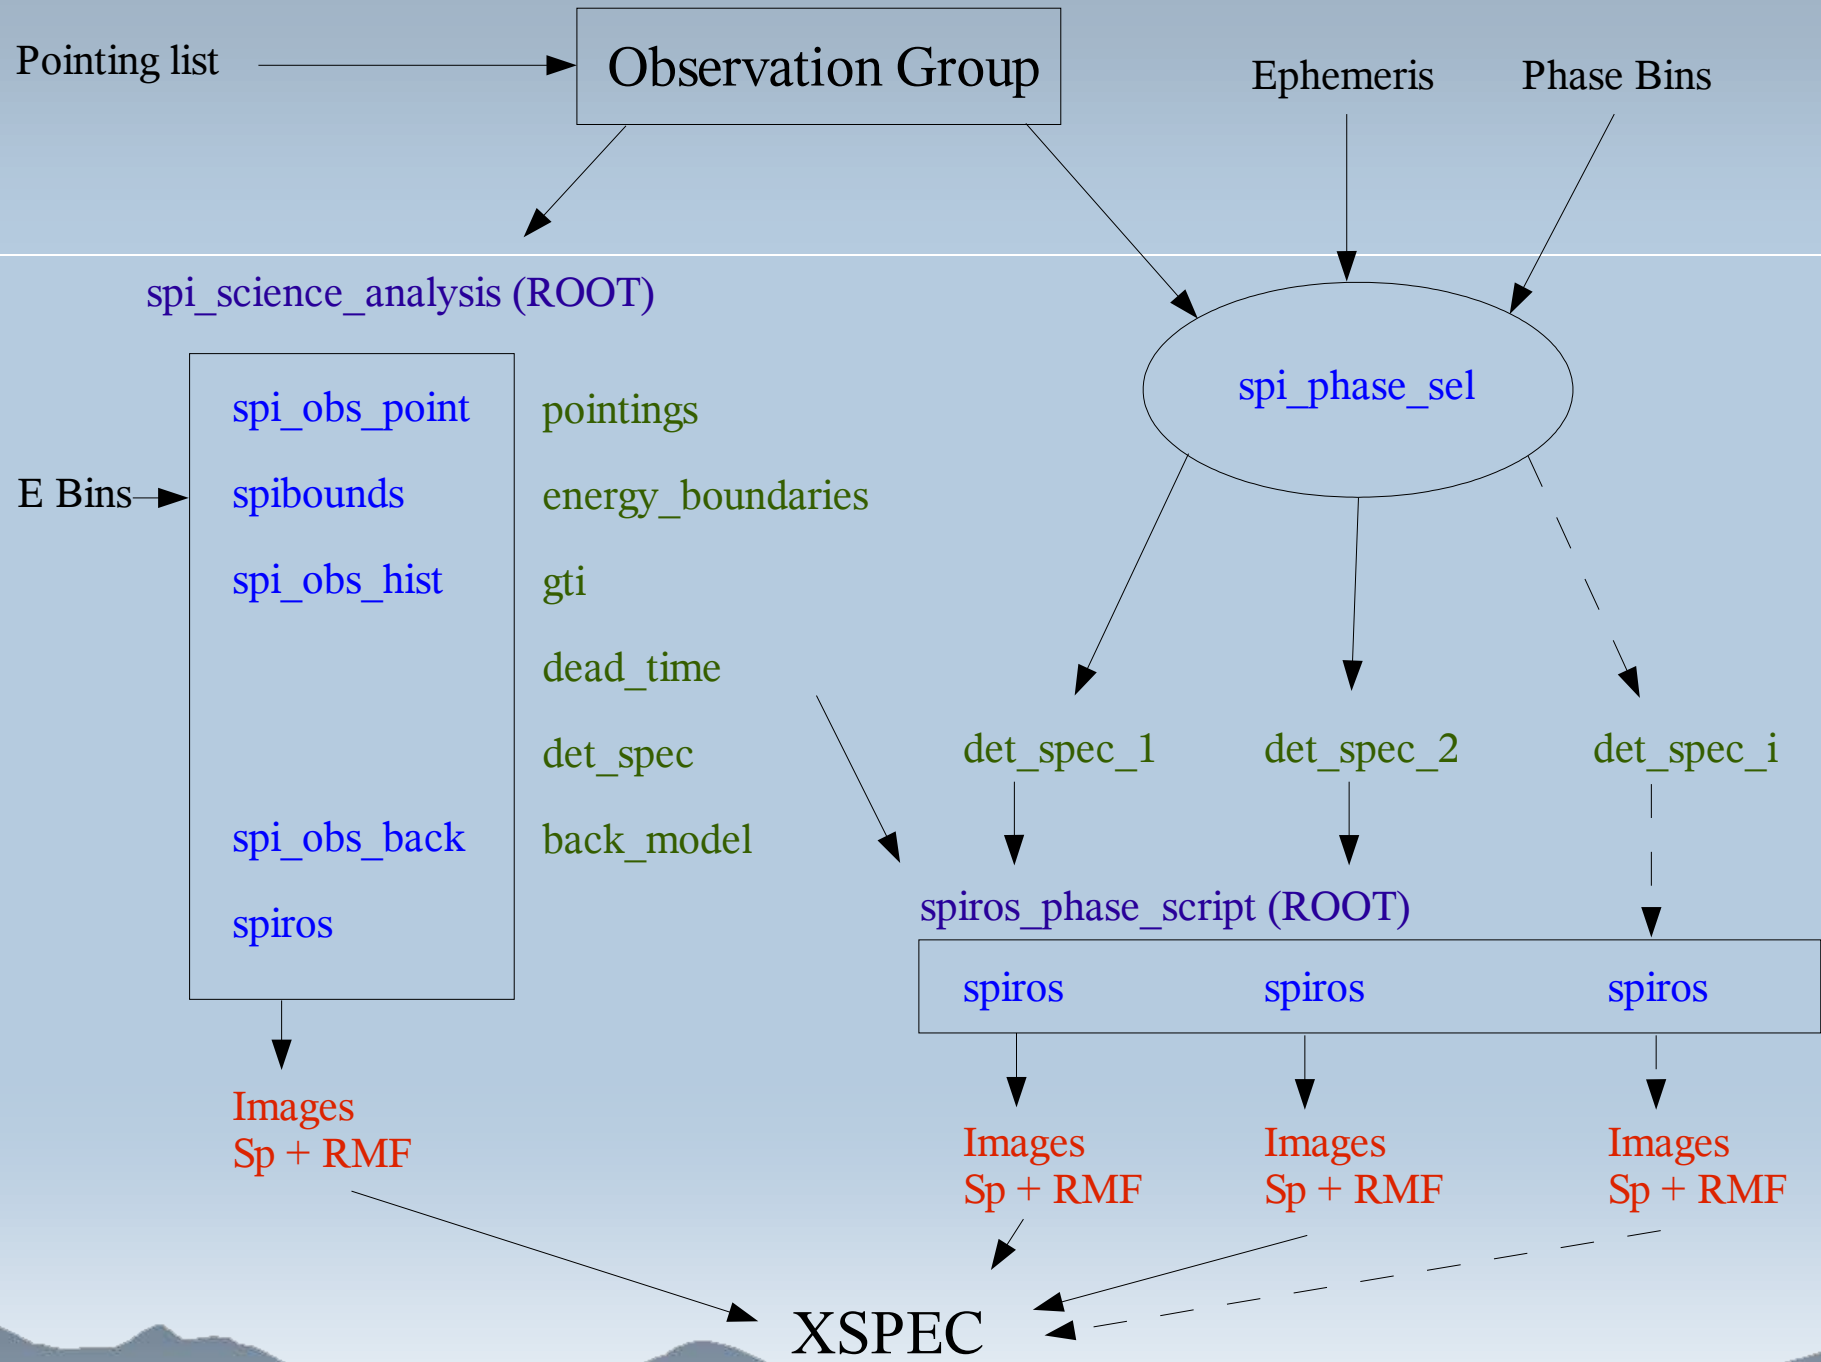 Pointing list
Observation Group
Ephemeris
Phase Bins
spi_science_analysis (ROOT)
spi_phase_sel
spi_obs_point
pointings
E Bins
spibounds
energy_boundaries
spi_obs_hist
gti
dead_time
det_spec
det_spec_1
det_spec_2
det_spec_i
spi_obs_back
back_model
spiros
spiros_phase_script (ROOT)
spiros
spiros
spiros
Images
Sp + RMF
Images
Sp + RMF
Images
Sp + RMF
Images
Sp + RMF
XSPEC